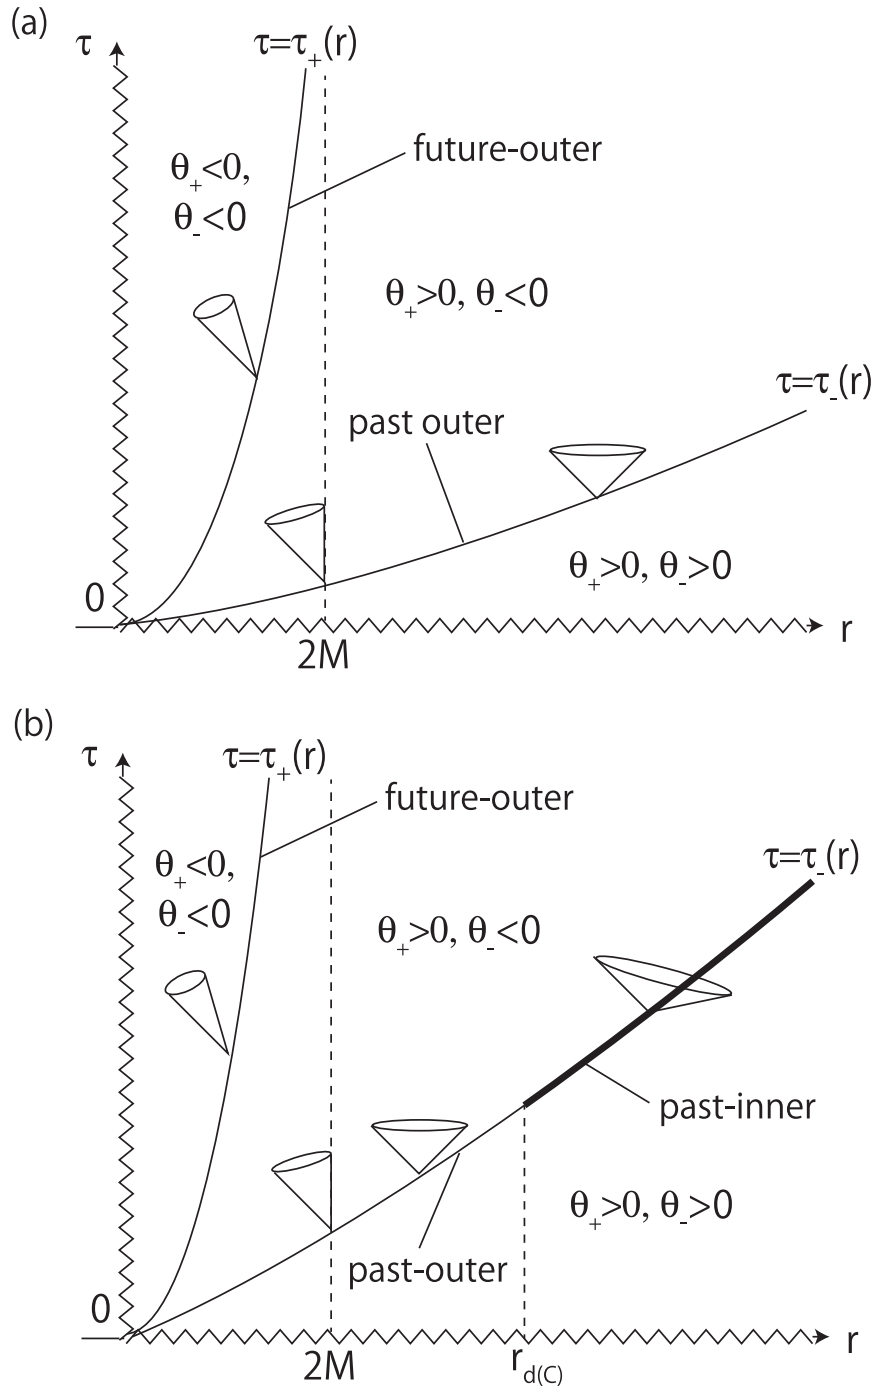 (a)
τ
τ=τ₊(r)
future-outer
θ₊<0,
θ₋<0
θ₊>0, θ₋<0
τ=τ₋(r)
past outer
θ₊>0, θ₋>0
0
2M
r
(b)
τ
τ=τ₊(r)
future-outer
θ₊<0,
θ₋<0
τ=τ₋(r)
θ₊>0, θ₋<0
past-inner
θ₊>0, θ₋>0
past-outer
0
2M
r_d(C)
r